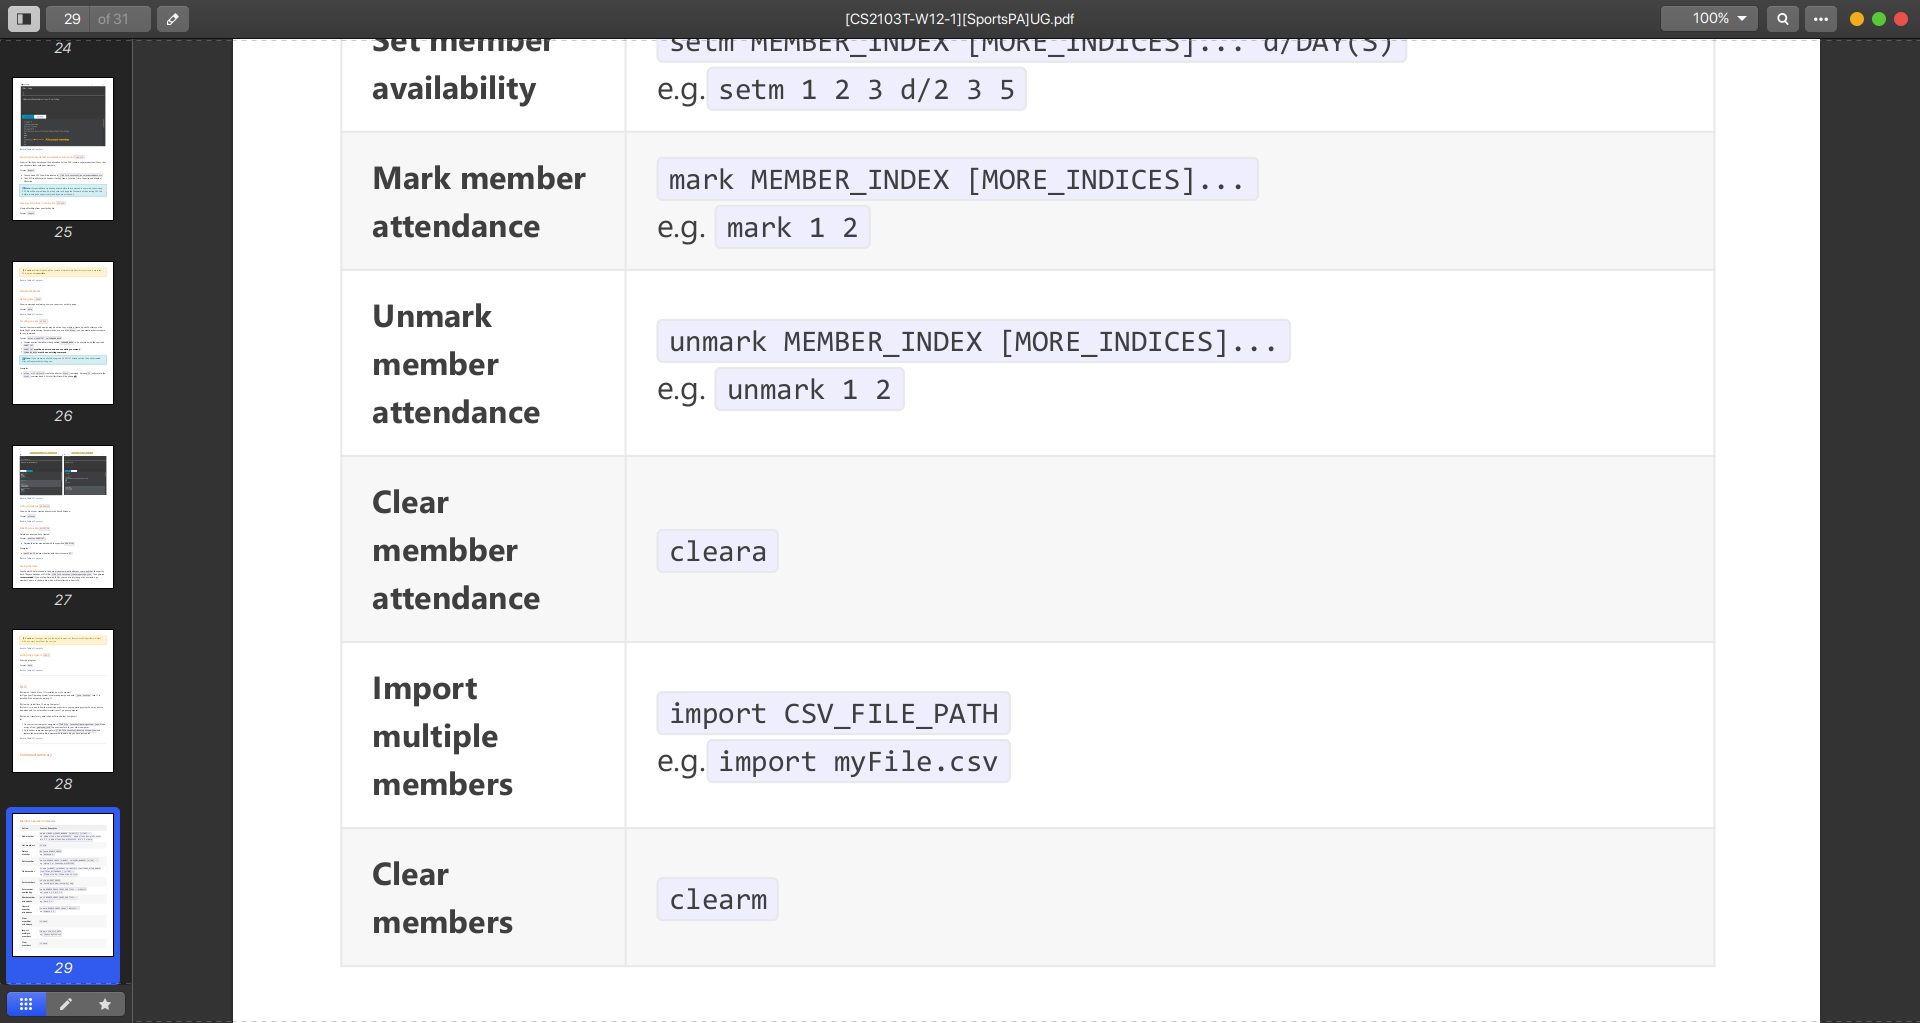 29 of 31
[CS2103T-W12-1][SportsPA]UG.pdf
100%
24
25
26
27
28
29
Set member availability
setm MEMBER_INDEX [MORE_INDICES]... d/DAY(S)
e.g. setm 1 2 3 d/2 3 5
Mark member
attendance
mark MEMBER_INDEX [MORE_INDICES]...
e.g. mark 1 2
Unmark
member
attendance
unmark MEMBER_INDEX [MORE_INDICES]...
e.g. unmark 1 2
Clear
membber
attendance
cleara
Import
multiple
members
import CSV_FILE_PATH
e.g. import myFile.csv
Clear
members
clearm